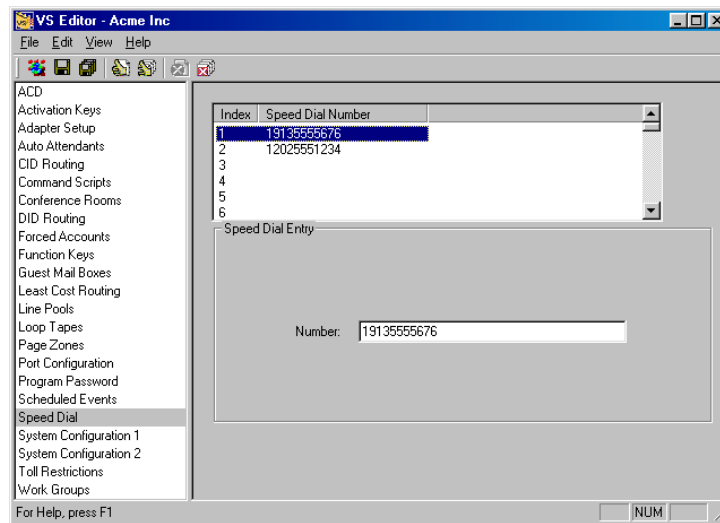 VS Editor - Acme Inc
File Edit View Help
ACD
Activation Keys
Adapter Setup
Auto Attendants
CID Routing
Command Scripts
Conference Rooms
DID Routing
Forced Accounts
Function Keys
Guest Mail Boxes
Least Cost Routing
Line Pools
Loop Tapes
Page Zones
Port Configuration
Program Password
Scheduled Events
Speed Dial
System Configuration 1
System Configuration 2
Toll Restrictions
Work Groups
Index Speed Dial Number
1 19135555676
2 12025551234
3
4
5
6
Speed Dial Entry
Number: 19135555676
For Help, press F1
NUM